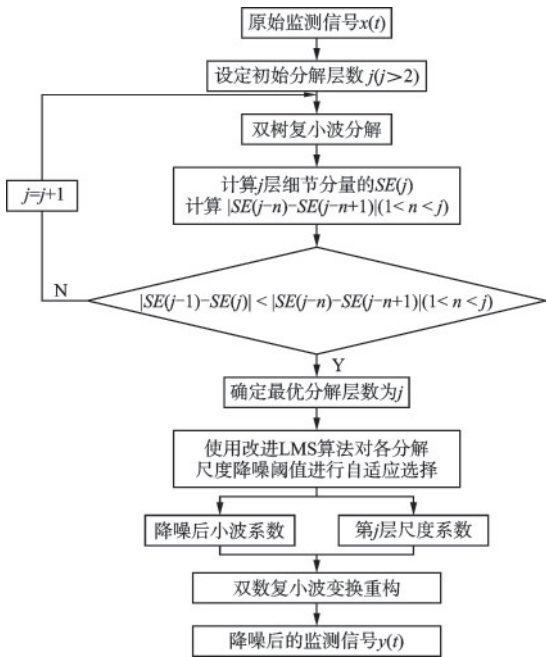 原始监测信号x(t)
设定初始分解层数 j(j>2)
双树复小波分解
计算j层细节分量的SE(j)
计算 |SE(j−n)−SE(j−n+1)|(1< n < j)
j=j+1
N
|SE(j−1)−SE(j)| < |SE(j−n)−SE(j−n+1)|(1< n < j)
Y
确定最优分解层数为j
使用改进LMS算法对各分解
尺度降噪阈值进行自适应选择
降噪后小波系数
第j层尺度系数
双数复小波变换重构
降噪后的监测信号y(t)